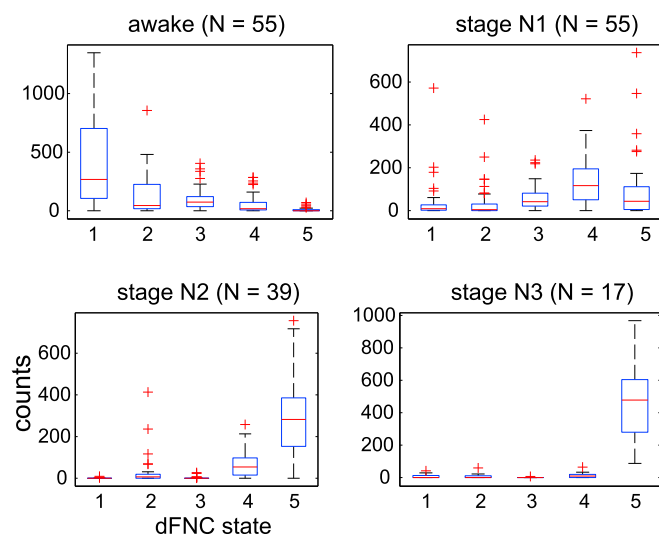 awake (N = 55)
1000
500
0
1 2 3 4 5
stage N1 (N = 55)
600
400
200
0
1 2 3 4 5
stage N2 (N = 39)
600
400
200
0
1 2 3 4 5
counts
dFNC state
stage N3 (N = 17)
1000
800
600
400
200
0
1 2 3 4 5